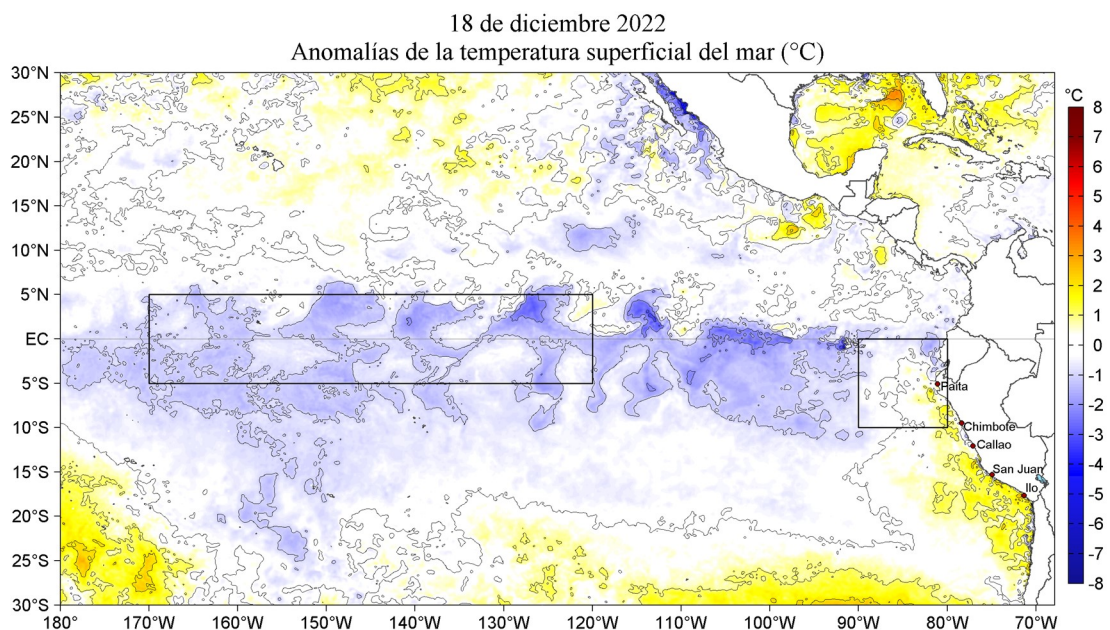 18 de diciembre 2022
Anomalías de la temperatura superficial del mar (°C)
30°N
25°N
20°N
15°N
10°N
5°N
EC
5°S
10°S
15°S
20°S
25°S
30°S
180
170°W
160°W
150°W
140°W
130°W
120°W
110°W
100°W
90°W
80°W
70°W
Paita
Chimbote
Callao
San Juan
Ilo
°C
8
7
6
5
4
3
2
1
0
-1
-2
-3
-4
-5
-6
-7
-8